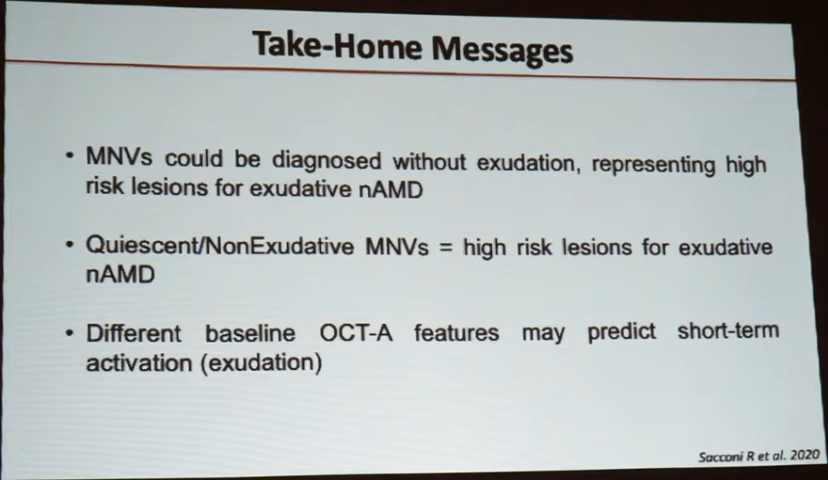 Take-Home Messages
• MNVs could be diagnosed without exudation, representing high
risk lesions for exudative nAMD
• Quiescent/NonExudative MNVs = high risk lesions for exudative
nAMD
• Different baseline OCT-A features may predict short-term
activation (exudation)
Sacconi R et al. 2020